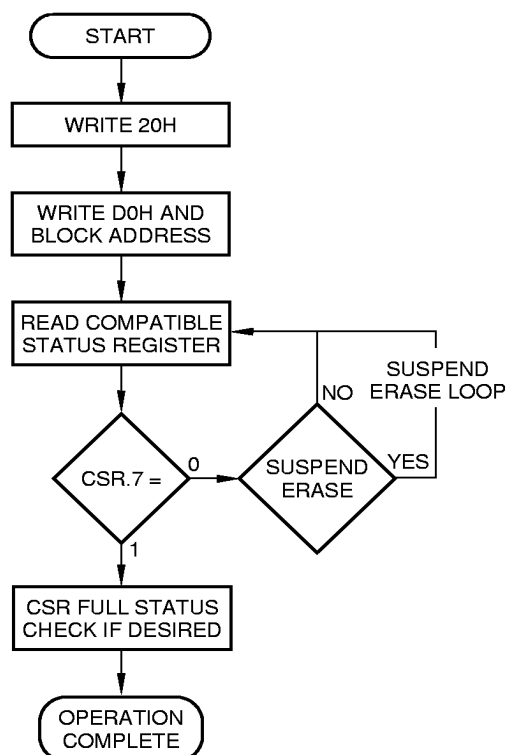 START
WRITE 20H
WRITE D0H AND
BLOCK ADDRESS
READ COMPATIBLE
STATUS REGISTER
SUSPEND
ERASE LOOP
NO
CSR.7 =
0
SUSPEND
ERASE
YES
1
CSR FULL STATUS
CHECK IF DESIRED
OPERATION
COMPLETE